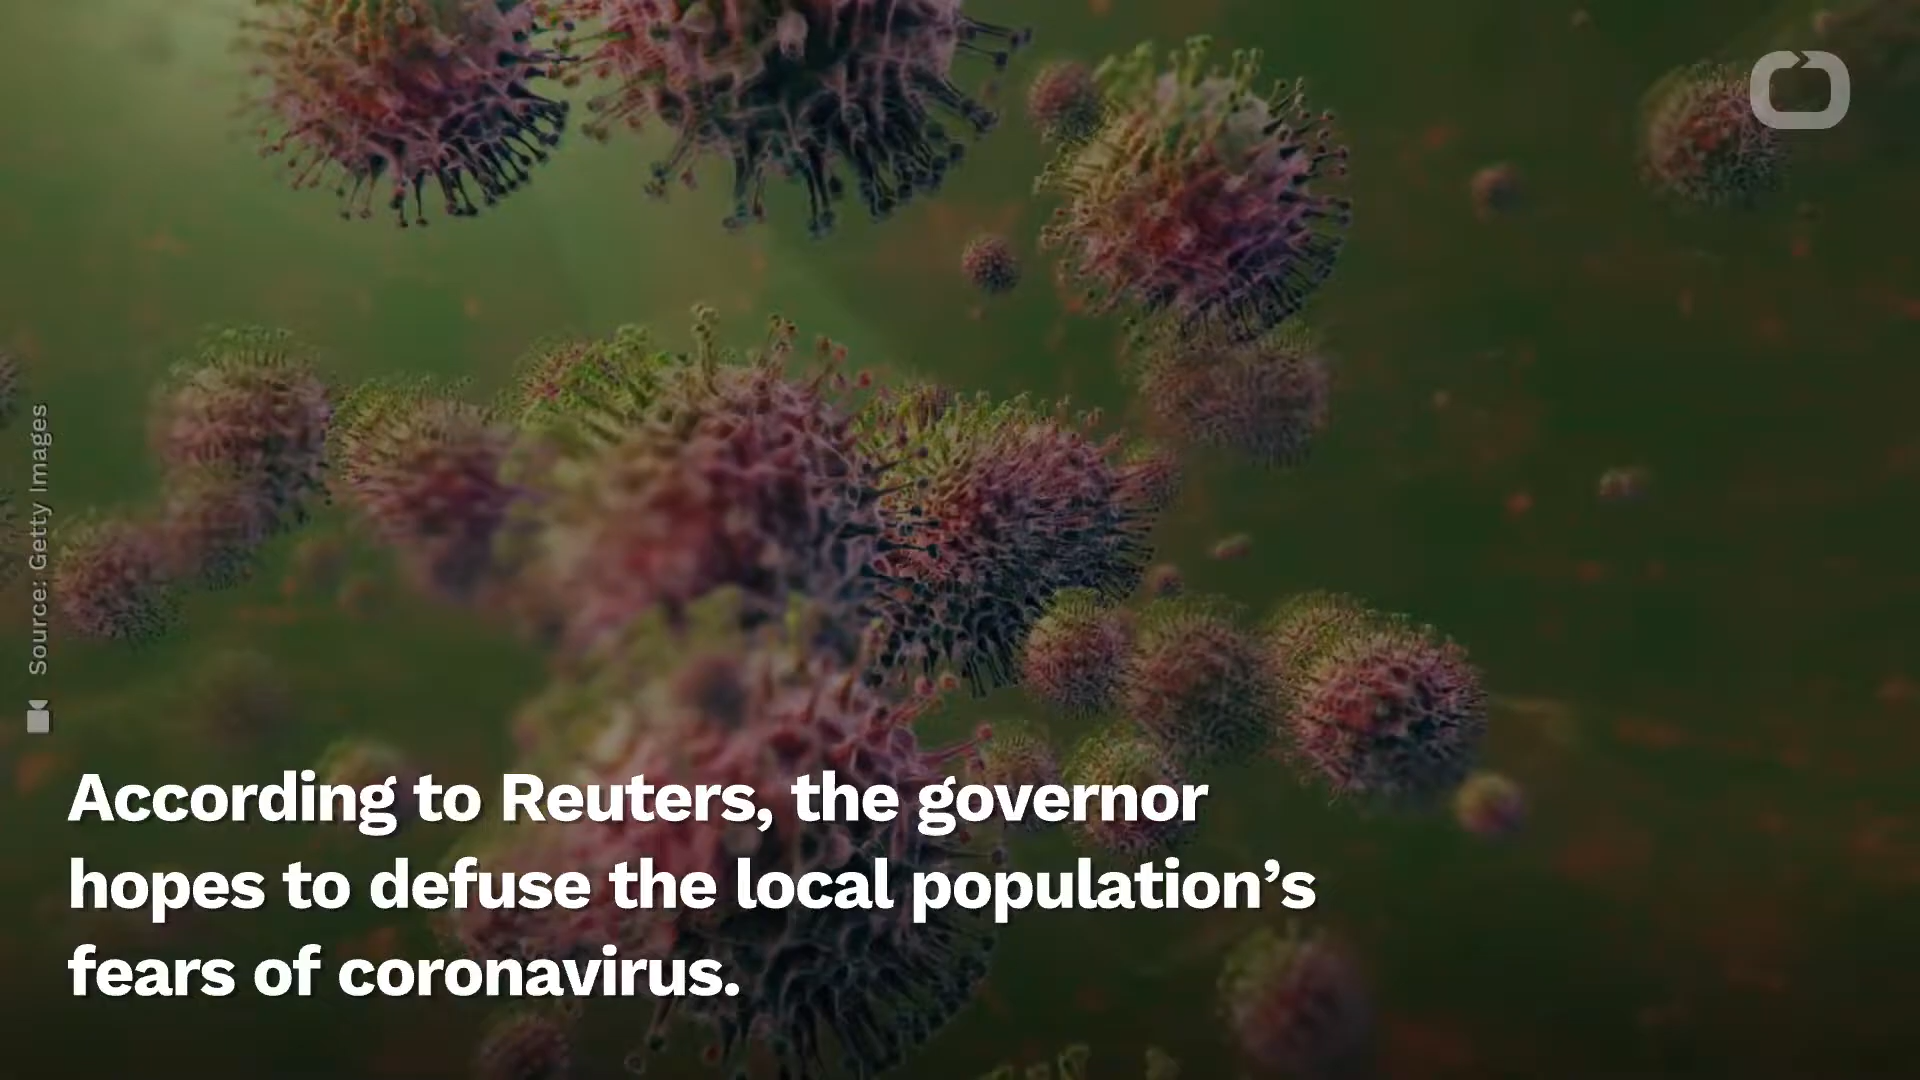 Source: Getty Images
According to Reuters, the governor
hopes to defuse the local population’s
fears of coronavirus.